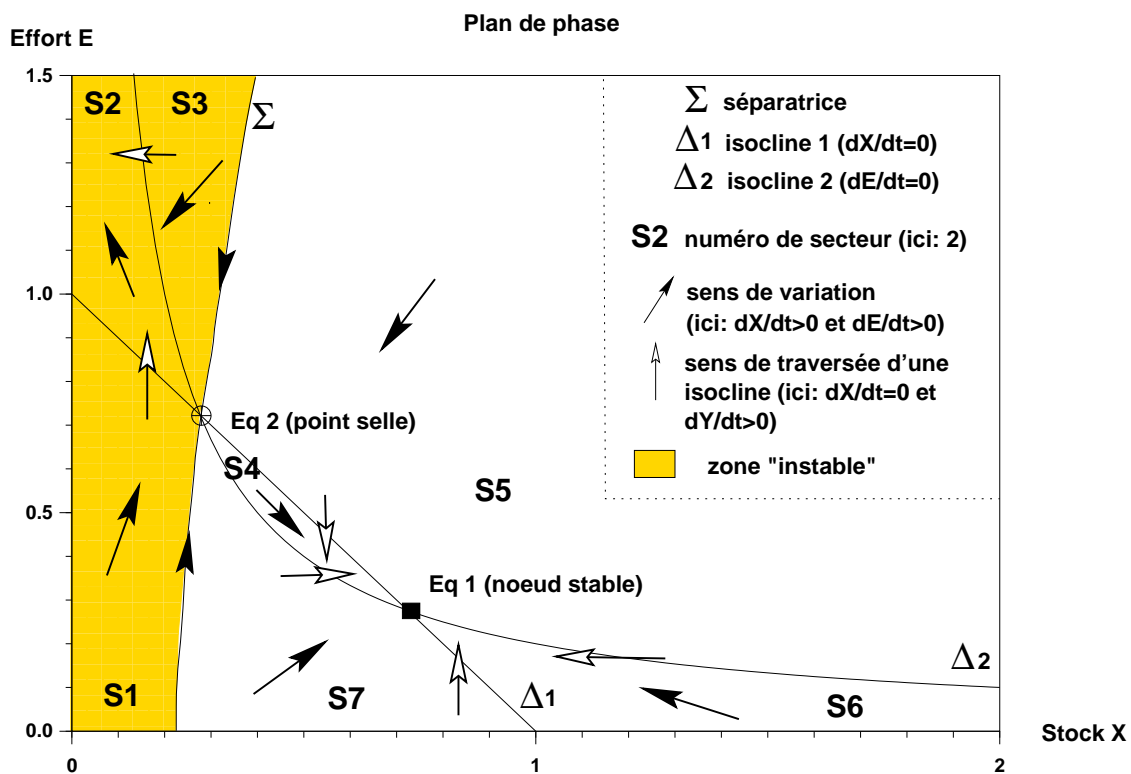 Plan de phase
Effort E
1.5
S2
S3
Σ
Σ séparatrice
Δ1 isocline 1 (dX/dt=0)
Δ2 isocline 2 (dE/dt=0)
S2 numéro de secteur (ici: 2)
sens de variation
(ici: dX/dt>0 et dE/dt>0)
sens de traversée d'une
isocline (ici: dX/dt=0 et
dY/dt>0)
zone "instable"
1.0
Eq 2 (point selle)
S4
S5
0.5
Eq 1 (noeud stable)
Δ2
S1
S7
Δ1
S6
0.0
Stock X
0
1
2